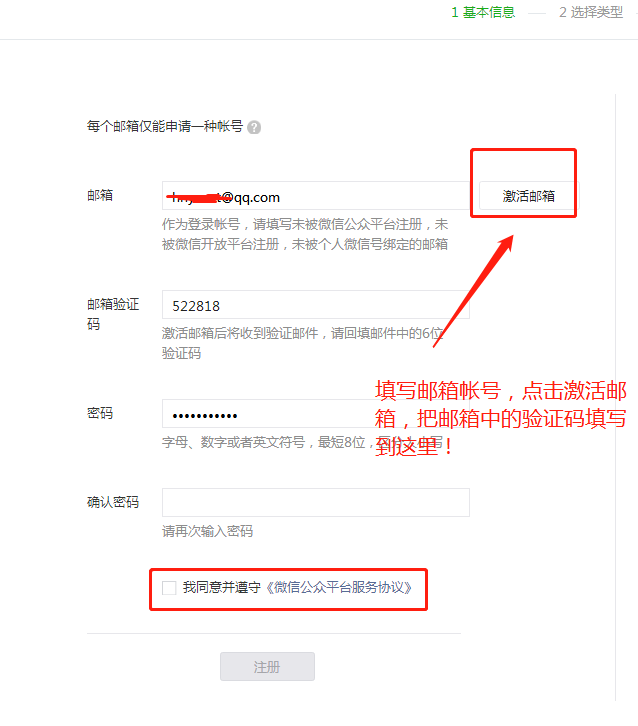 1 基本信息 2 选择类型
每个邮箱仅能申请一种帐号 ?
邮箱
@qq.com
激活邮箱
作为登录帐号，请填写未被微信公众平台注册，未
被微信开放平台注册，未被个人微信号绑定的邮箱
邮箱验证
码
522818
激活邮箱后将收到验证邮件，请回填邮件中的6位
验证码
填写邮箱帐号，点击激活邮
箱，把邮箱中的验证码填写
到这里！
密码
•••••••••••
字母、数字或者英文符号，最短8位，
确认密码
请再次输入密码
我同意并遵守《微信公众平台服务协议》
注册